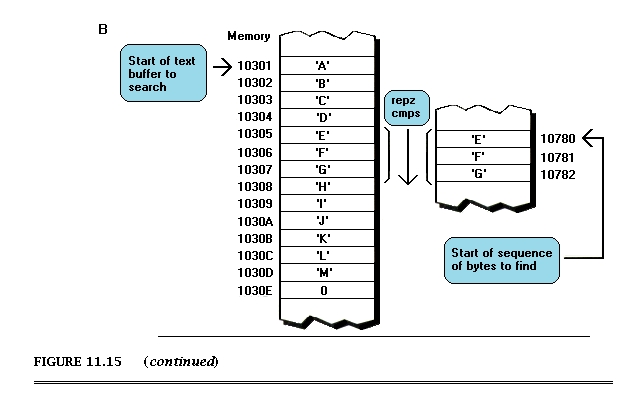 B
Memory
Start of text
buffer to
search
10301 'A'
10302 'B'
10303 'C'
10304 'D'
10305 'E'
10306 'F'
10307 'G'
10308 'H'
10309 'I'
1030A 'J'
1030B 'K'
1030C 'L'
1030D 'M'
1030E 0
repz
cmps
'E' 10780
'F' 10781
'G' 10782
Start of sequence
of bytes to find
FIGURE 11.15 (continued)